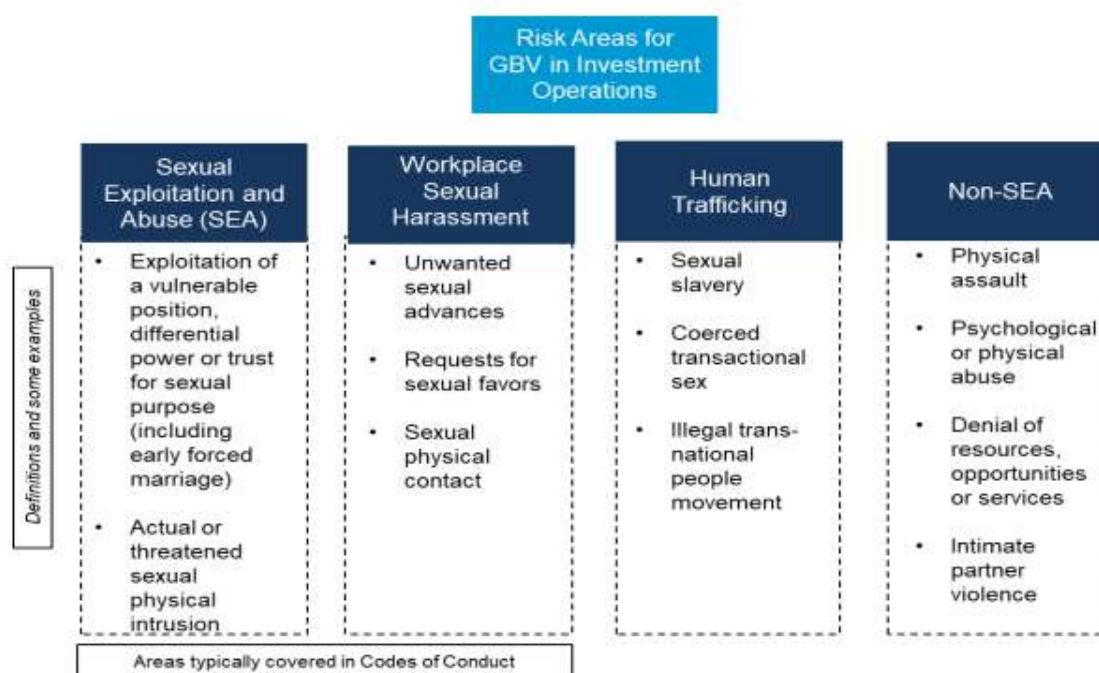 Risk Areas for
GBV in Investment
Operations
Sexual
Exploitation and
Abuse (SEA)
Workplace
Sexual
Harassment
Human
Trafficking
Non-SEA
Definitions and some examples
• Exploitation of
a vulnerable
position,
differential
power or trust
for sexual
purpose
(including
early forced
marriage)
• Actual or
threatened
sexual
physical
intrusion
• Unwanted
sexual
advances
• Requests for
sexual favors
• Sexual
physical
contact
• Sexual
slavery
• Coerced
transactional
sex
• Illegal trans-
national
people
movement
• Physical
assault
• Psychological
or physical
abuse
• Denial of
resources,
opportunities
or services
• Intimate
partner
violence
Areas typically covered in Codes of Conduct